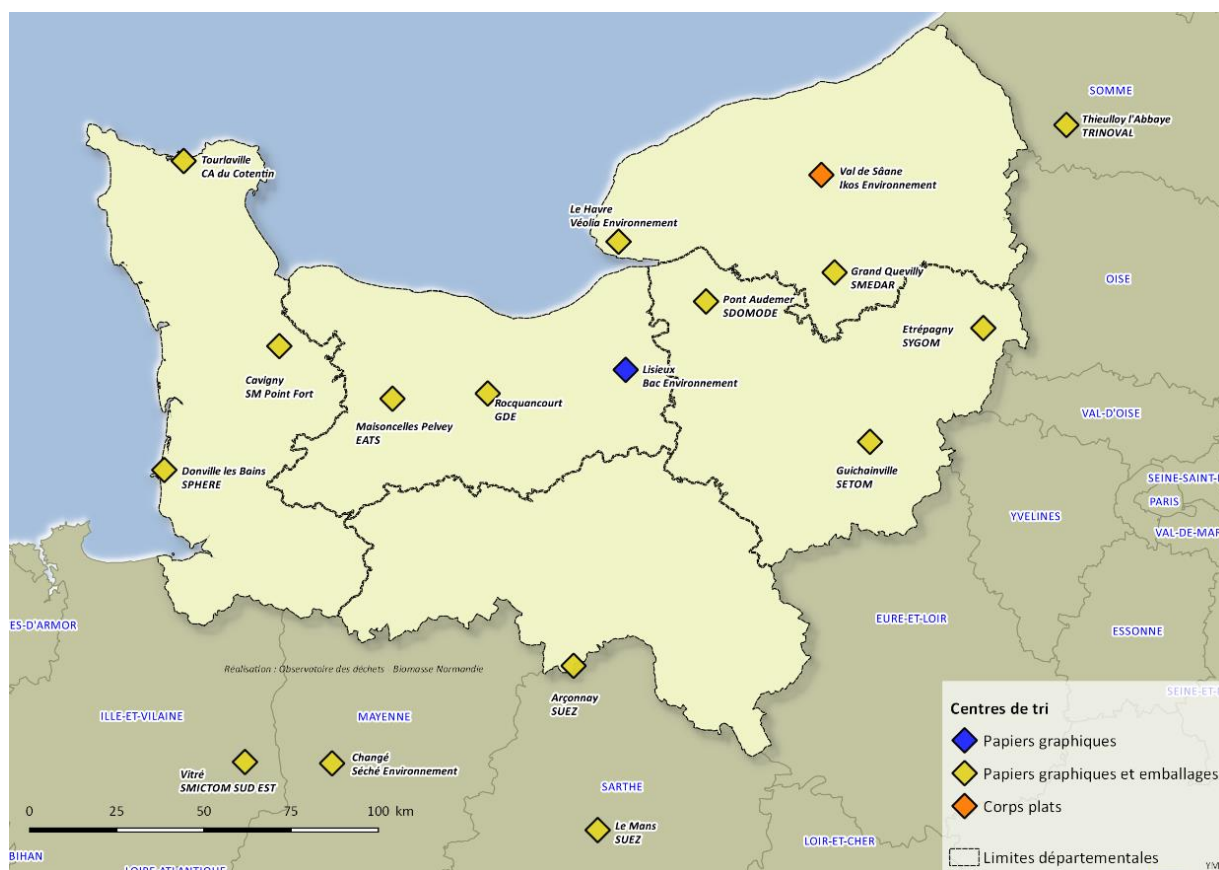 SOMME
Thieulloy l'Abbaye
TRINOVAL
Tourlaville
CA du Cotentin
Val de Sâane
Ikos Environnement
Le Havre
Véolia Environnement
OISE
Grand Quevilly
SMEDAR
Pont Audemer
SDOMODE
Etrépagny
SYGOM
Lisieux
Bac Environnement
Cavigny
SM Point Fort
Rocquancourt
GDE
Maisoncelles Pelvey
EATS
VAL-D'OISE
Donville les Bains
SPHERE
Guichainville
SETOM
SEINE-SAINT-
PARIS
YVELINES
VAL-DE-MAR
ES-D'ARMOR
EURE-ET-LOIR
ESSONNE
Réalisation : Observatoire des déchets - Biomasse Normandie
Arçonnay
SUEZ
SEINE-ET-
ILLE-ET-VILAINE
MAYENNE
Vitré
SMICTOM SUD EST
Changé
Séché Environnement
SARTHE
Le Mans
SUEZ
LOIR-ET-CHER
0 25 50 75 100 km
BIHAN
LOIRE-ATLANTIQUE
Centres de tri
Papiers graphiques
Papiers graphiques et emballages
Corps plats
Limites départementales
YM